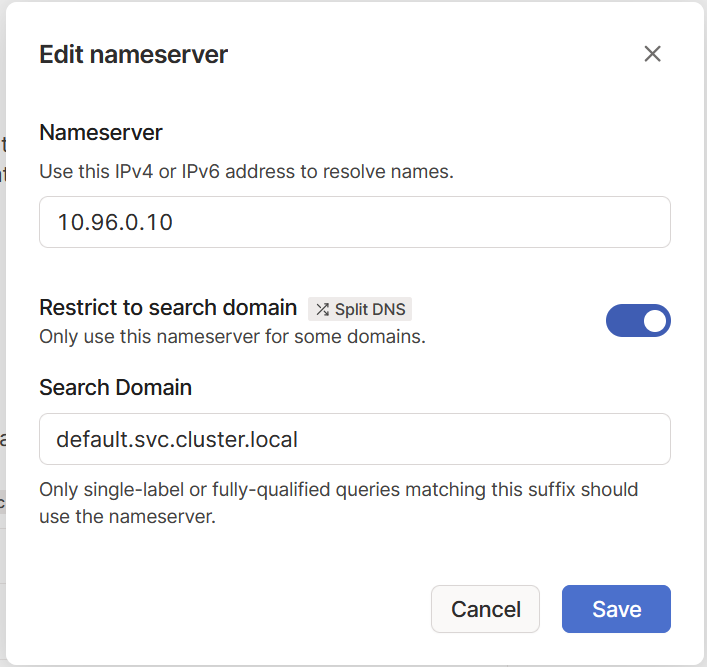 Edit nameserver
Nameserver
Use this IPv4 or IPv6 address to resolve names.
10.96.0.10
Restrict to search domain Split DNS
Only use this nameserver for some domains.
Search Domain
default.svc.cluster.local
Only single-label or fully-qualified queries matching this suffix should
use the nameserver.
Cancel Save